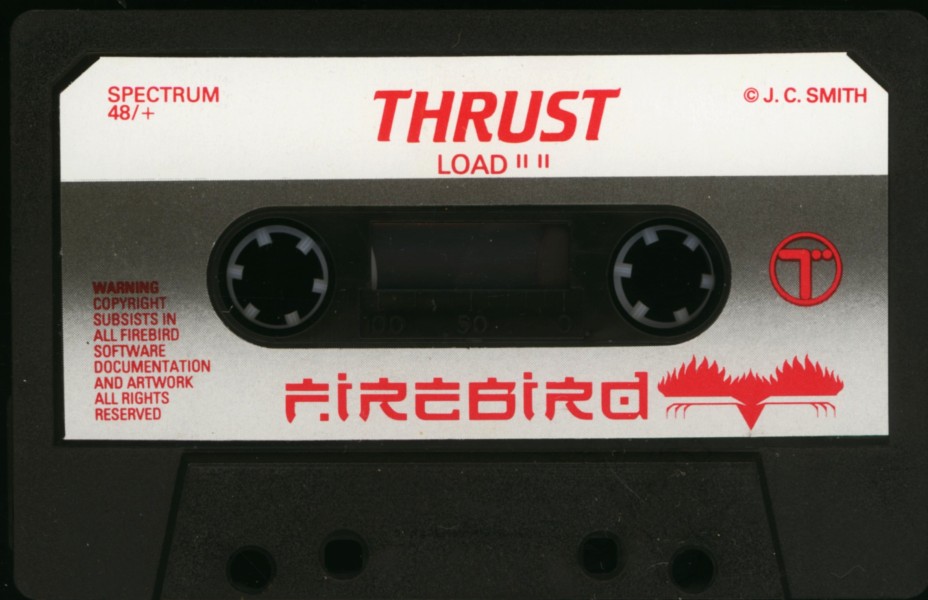 SPECTRUM
48/+
THRUST
LOAD " "
© J. C. SMITH
WARNING
COPYRIGHT
SUBSISTS IN
ALL FIREBIRD
SOFTWARE
DOCUMENTATION
AND ARTWORK
ALL RIGHTS
RESERVED
100 50 0
FIREBIRD